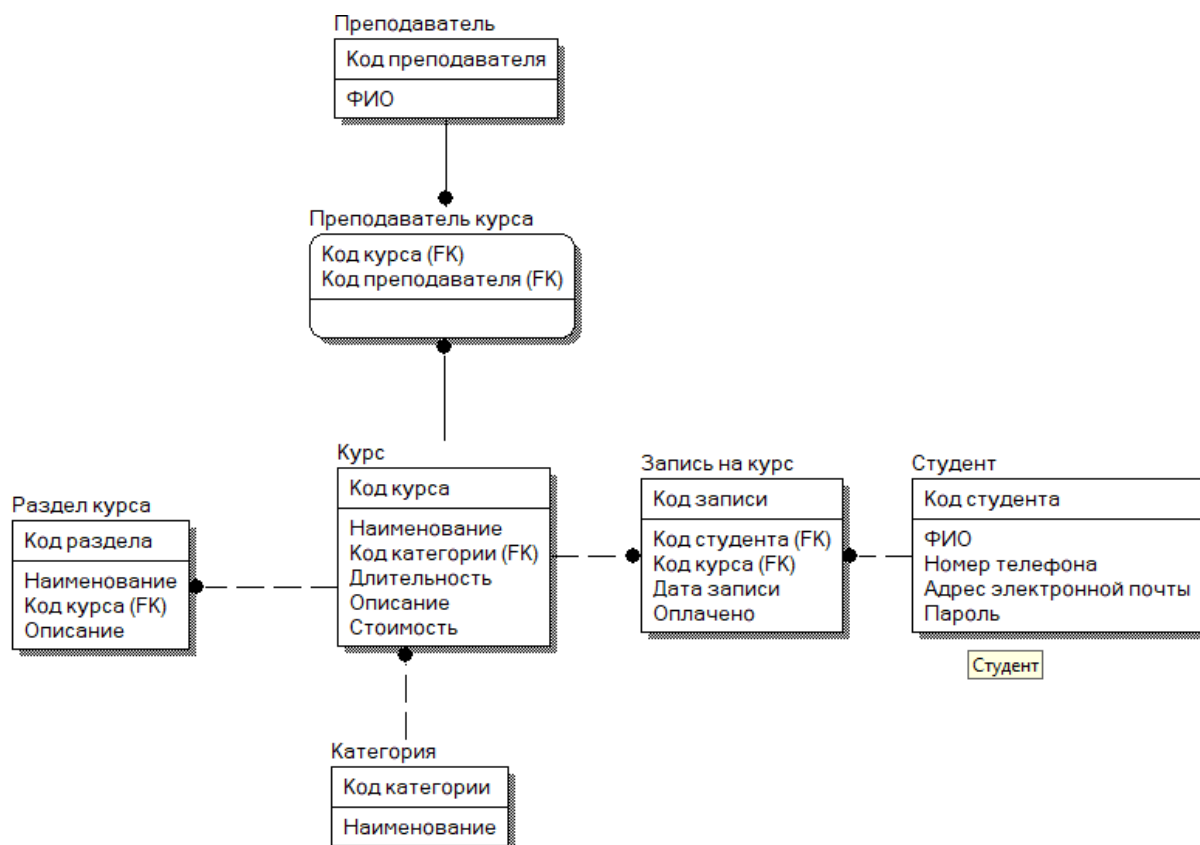 Преподаватель
Код преподавателя
ФИО
Преподаватель курса
Код курса (FK)
Код преподавателя (FK)
Курс
Код курса
Наименование
Код категории (FK)
Длительность
Описание
Стоимость
Запись на курс
Код записи
Код студента (FK)
Код курса (FK)
Дата записи
Оплачено
Студент
Код студента
ФИО
Номер телефона
Адрес электронной почты
Пароль
Студент
Раздел курса
Код раздела
Наименование
Код курса (FK)
Описание
Категория
Код категории
Наименование